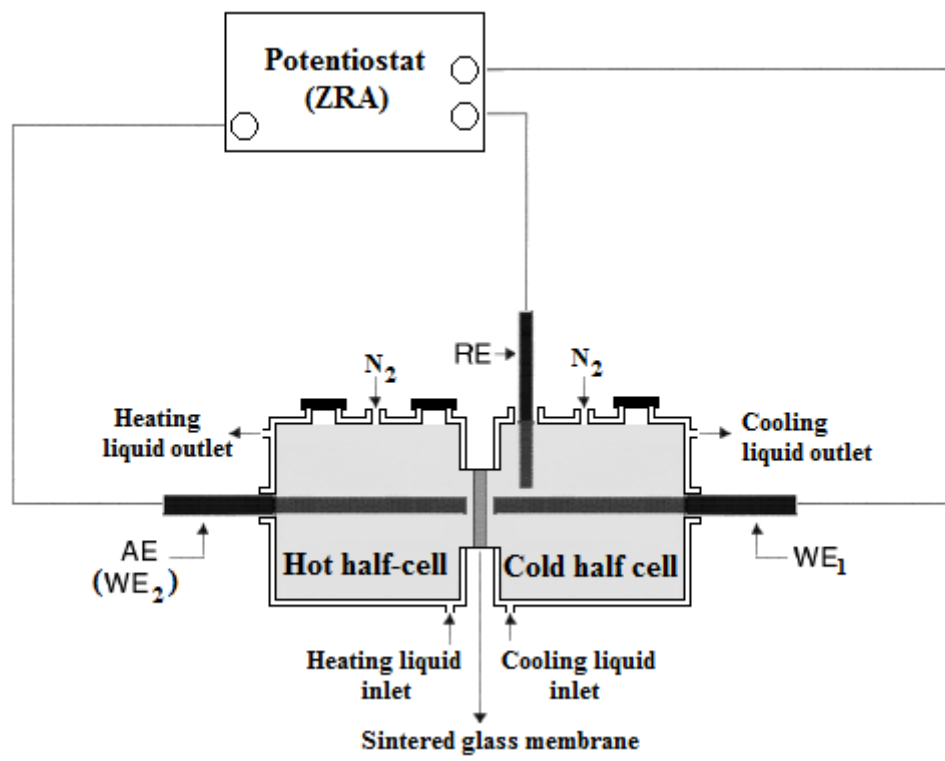 Potentiostat
(ZRA)
RE
N2
N2
Heating
liquid outlet
Cooling
liquid outlet
AE
(WE2)
Hot half-cell
Cold half cell
WE1
Heating liquid
inlet
Cooling liquid
inlet
Sintered glass membrane